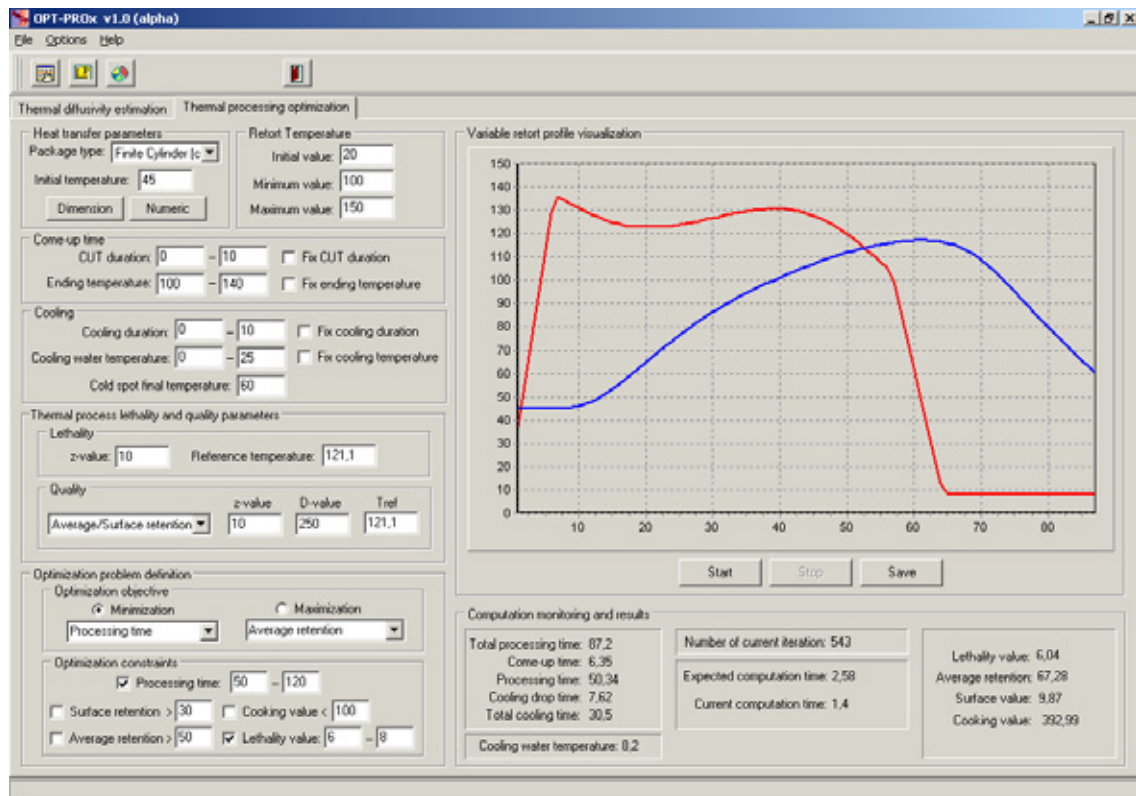 OPT-PROx v1.0 (alpha)
File Options Help
Thermal diffusivity estimation Thermal processing optimization
Heat transfer parameters
Package type: Finite Cylinder [c
Initial temperature: 45
Dimension Numeric
Retort Temperature
Initial value: 20
Minimum value: 100
Maximum value: 150
Come-up time
CUT duration: 0 - 10 Fix CUT duration
Ending temperature: 100 - 140 Fix ending temperature
Cooling
Cooling duration: 0 - 10 Fix cooling duration
Cooling water temperature: 0 - 25 Fix cooling temperature
Cold spot final temperature: 60
Thermal process lethality and quality parameters
Lethality
z-value: 10 Reference temperature: 121,1
Quality
z-value D-value Tref
Average/Surface retention 10 250 121,1
Optimization problem definition
Optimization objective
Minimization Maximization
Processing time Average retention
Optimization constraints
Processing time: 50 - 120
Surface retention > 30 Cooking value < 100
Average retention > 50 Lethality value: 6 - 8
Variable retort profile visualization
150
140
130
120
110
100
90
80
70
60
50
40
30
20
10
0
10 20 30 40 50 60 70 80
Start Stop Save
Computation monitoring and results
Total processing time: 87,2
Come-up time: 6,35
Processing time: 50,34
Cooling drop time: 7,62
Total cooling time: 30,5
Cooling water temperature: 8,2
Number of current iteration: 543
Expected computation time: 2,58
Current computation time: 1,4
Lethality value: 6,04
Average retention: 67,28
Surface value: 9,87
Cooking value: 392,99